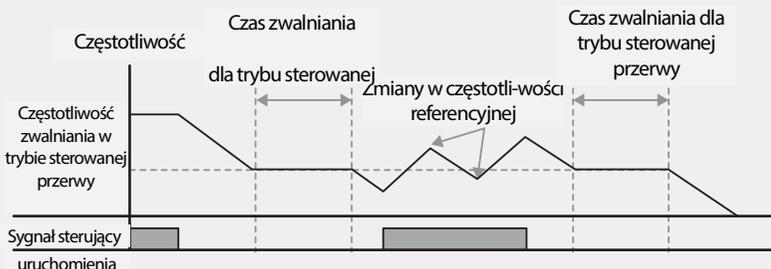 Częstotliwość
Czas zwalniania
dla trybu sterowanej
Czas zwalniania dla
trybu sterowanej
przerwy
Zmiany w częstotli-wości
referencyjnej
Częstotliwość
zwalniania w
trybie sterowanej
przerwy
Sygnał sterujący
uruchomienia